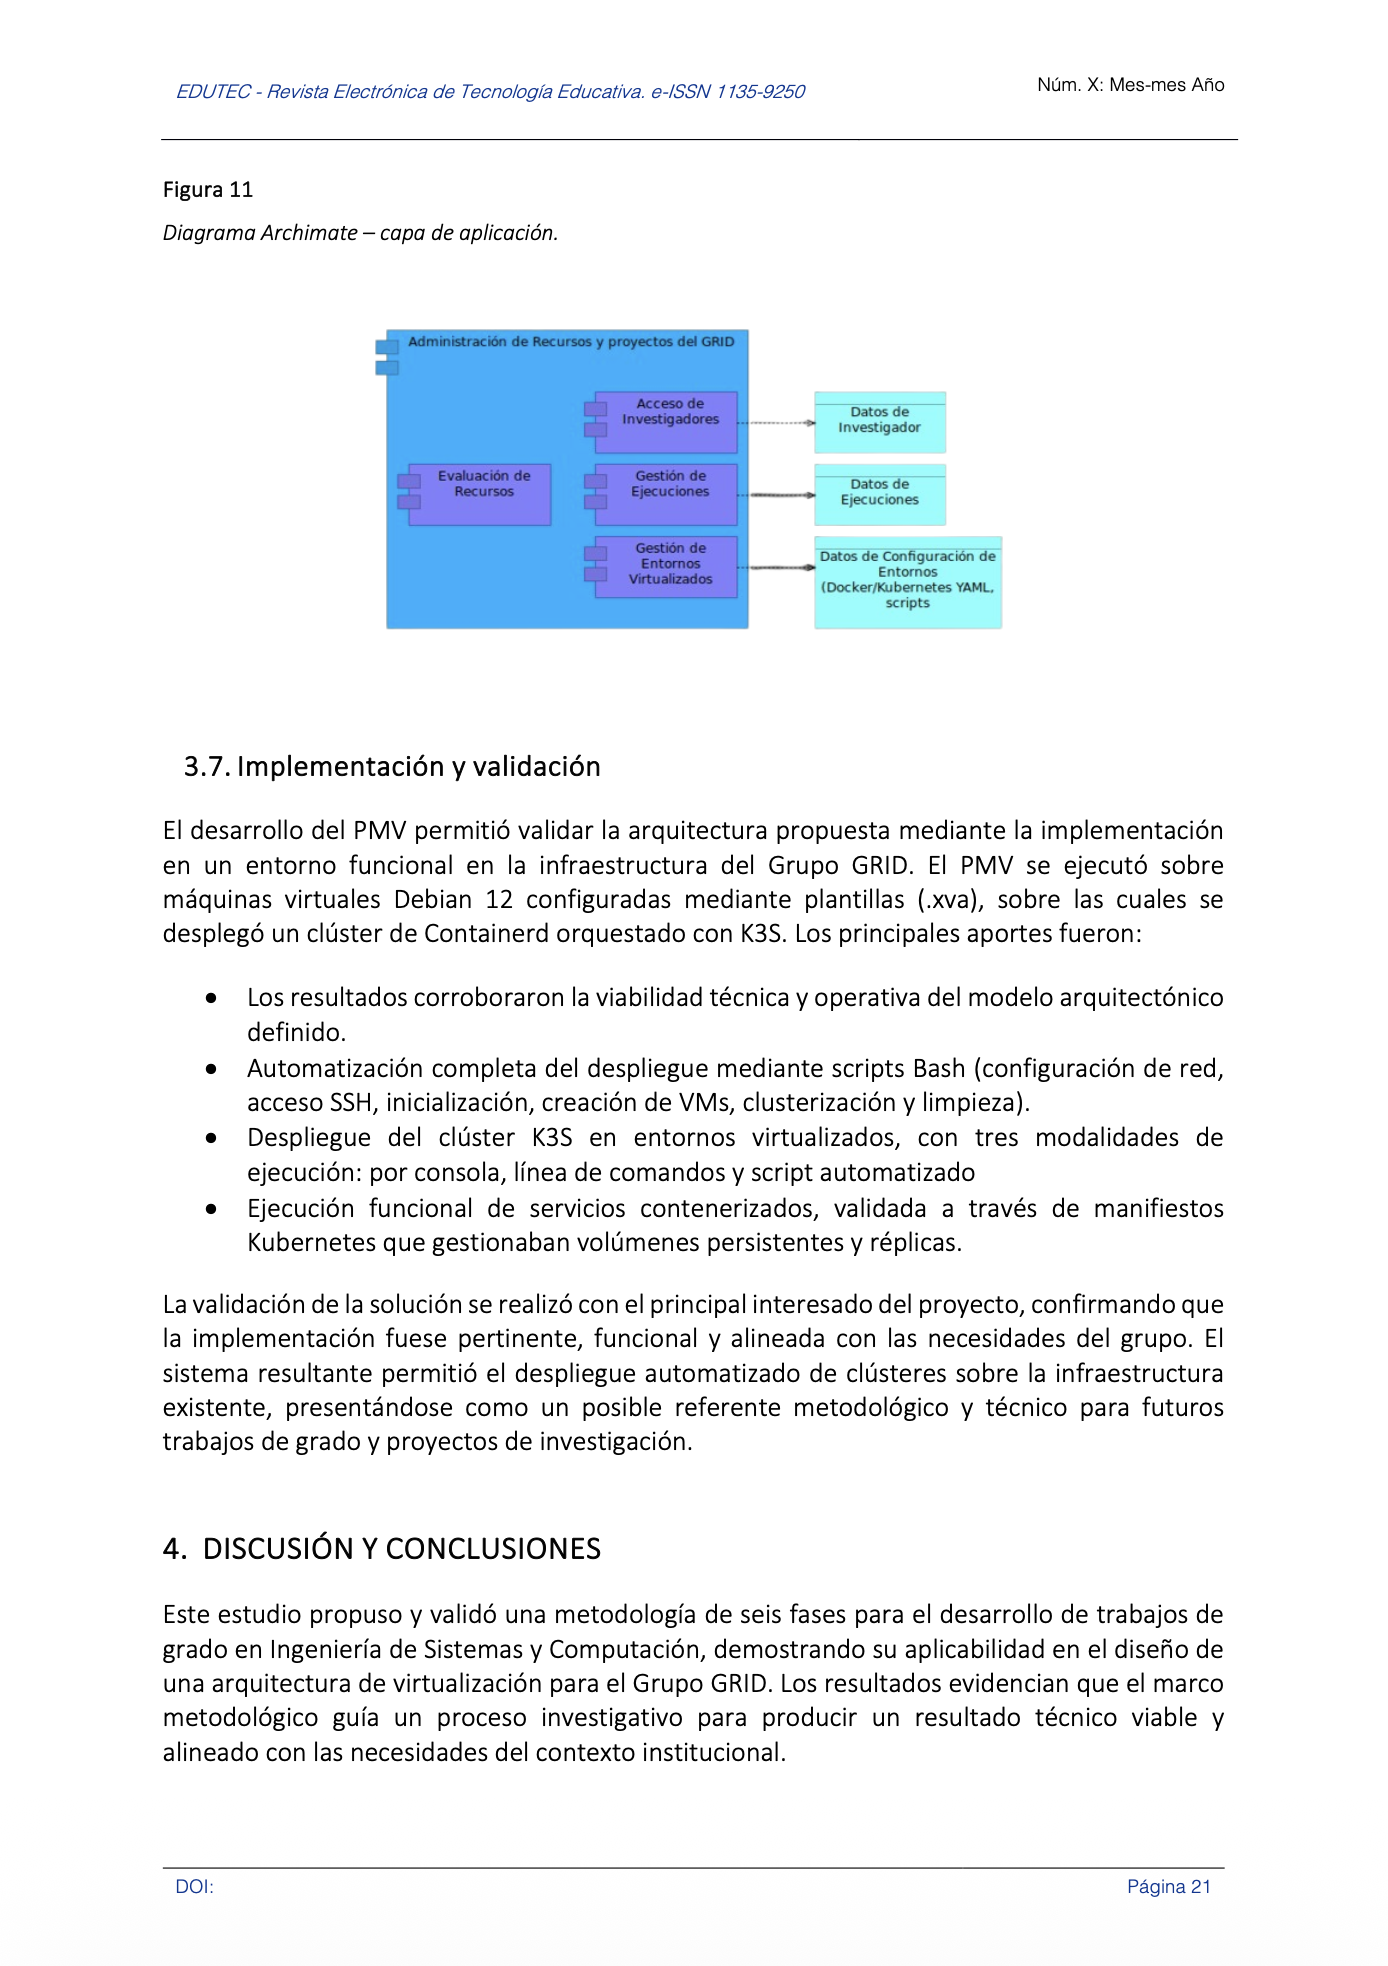 EDUTEC - Revista Electrónica de Tecnología Educativa. e-ISSN 1135-9250
Núm. X: Mes-mes Año
Figura 11
Diagrama Archimate – capa de aplicación.
Administración de Recursos y proyectos del GRID
Acceso de
Investigadores
Datos de
Investigador
Evaluación de
Recursos
Gestión de
Ejecuciones
Datos de
Ejecuciones
Gestión de
Entornos
Virtualizados
Datos de Configuración de
Entornos
(Docker/Kubernetes YAML,
scripts
3.7. Implementación y validación
El desarrollo del PMV permitió validar la arquitectura propuesta mediante la implementación
en un entorno funcional en la infraestructura del Grupo GRID. El PMV se ejecutó sobre
máquinas virtuales Debian 12 configuradas mediante plantillas (.xva), sobre las cuales se
desplegó un clúster de Containerd orquestado con K3S. Los principales aportes fueron:
• Los resultados corroboraron la viabilidad técnica y operativa del modelo arquitectónico
definido.
• Automatización completa del despliegue mediante scripts Bash (configuración de red,
acceso SSH, inicialización, creación de VMs, clusterización y limpieza).
• Despliegue del clúster K3S en entornos virtualizados, con tres modalidades de
ejecución: por consola, línea de comandos y script automatizado
• Ejecución funcional de servicios contenerizados, validada a través de manifiestos
Kubernetes que gestionaban volúmenes persistentes y réplicas.
La validación de la solución se realizó con el principal interesado del proyecto, confirmando que
la implementación fuese pertinente, funcional y alineada con las necesidades del grupo. El
sistema resultante permitió el despliegue automatizado de clústeres sobre la infraestructura
existente, presentándose como un posible referente metodológico y técnico para futuros
trabajos de grado y proyectos de investigación.
4. DISCUSIÓN Y CONCLUSIONES
Este estudio propuso y validó una metodología de seis fases para el desarrollo de trabajos de
grado en Ingeniería de Sistemas y Computación, demostrando su aplicabilidad en el diseño de
una arquitectura de virtualización para el Grupo GRID. Los resultados evidencian que el marco
metodológico guía un proceso investigativo para producir un resultado técnico viable y
alineado con las necesidades del contexto institucional.
DOI:
Página 21